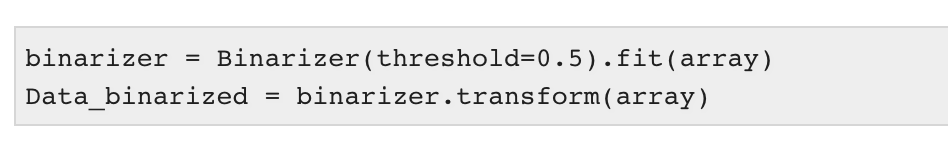 binarizer = Binarizer(threshold=0.5).fit(array)
Data_binarized = binarizer.transform(array)